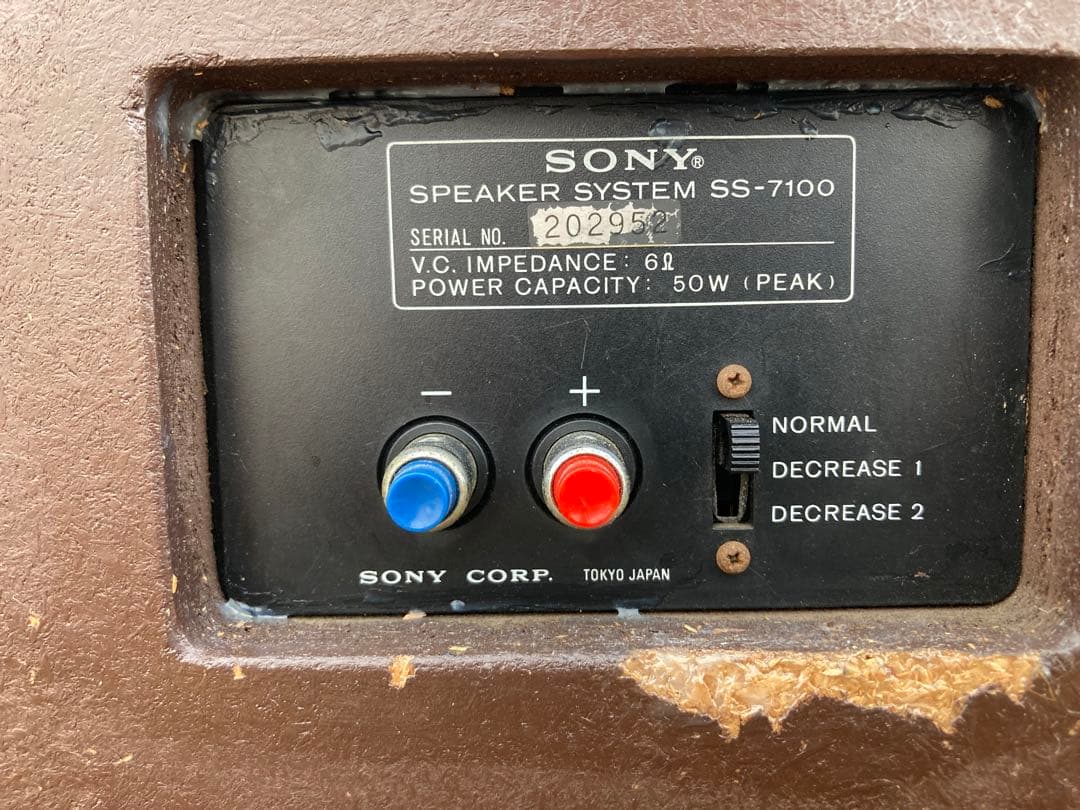 SONY®
SPEAKER SYSTEM SS-7100
SERIAL NO. 202952
V.C. IMPEDANCE: 6Ω
POWER CAPACITY: 50W (PEAK)
− +
NORMAL
DECREASE 1
DECREASE 2
SONY CORP. TOKYO JAPAN